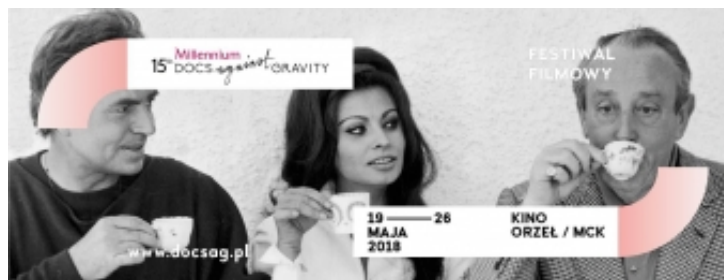 Millennium
15th DOCS against GRAVITY
FESTIWAL
FILMOWY
19 — 26
MAJA
2018
KINO
ORZEŁ / MCK
www.docsag.pl